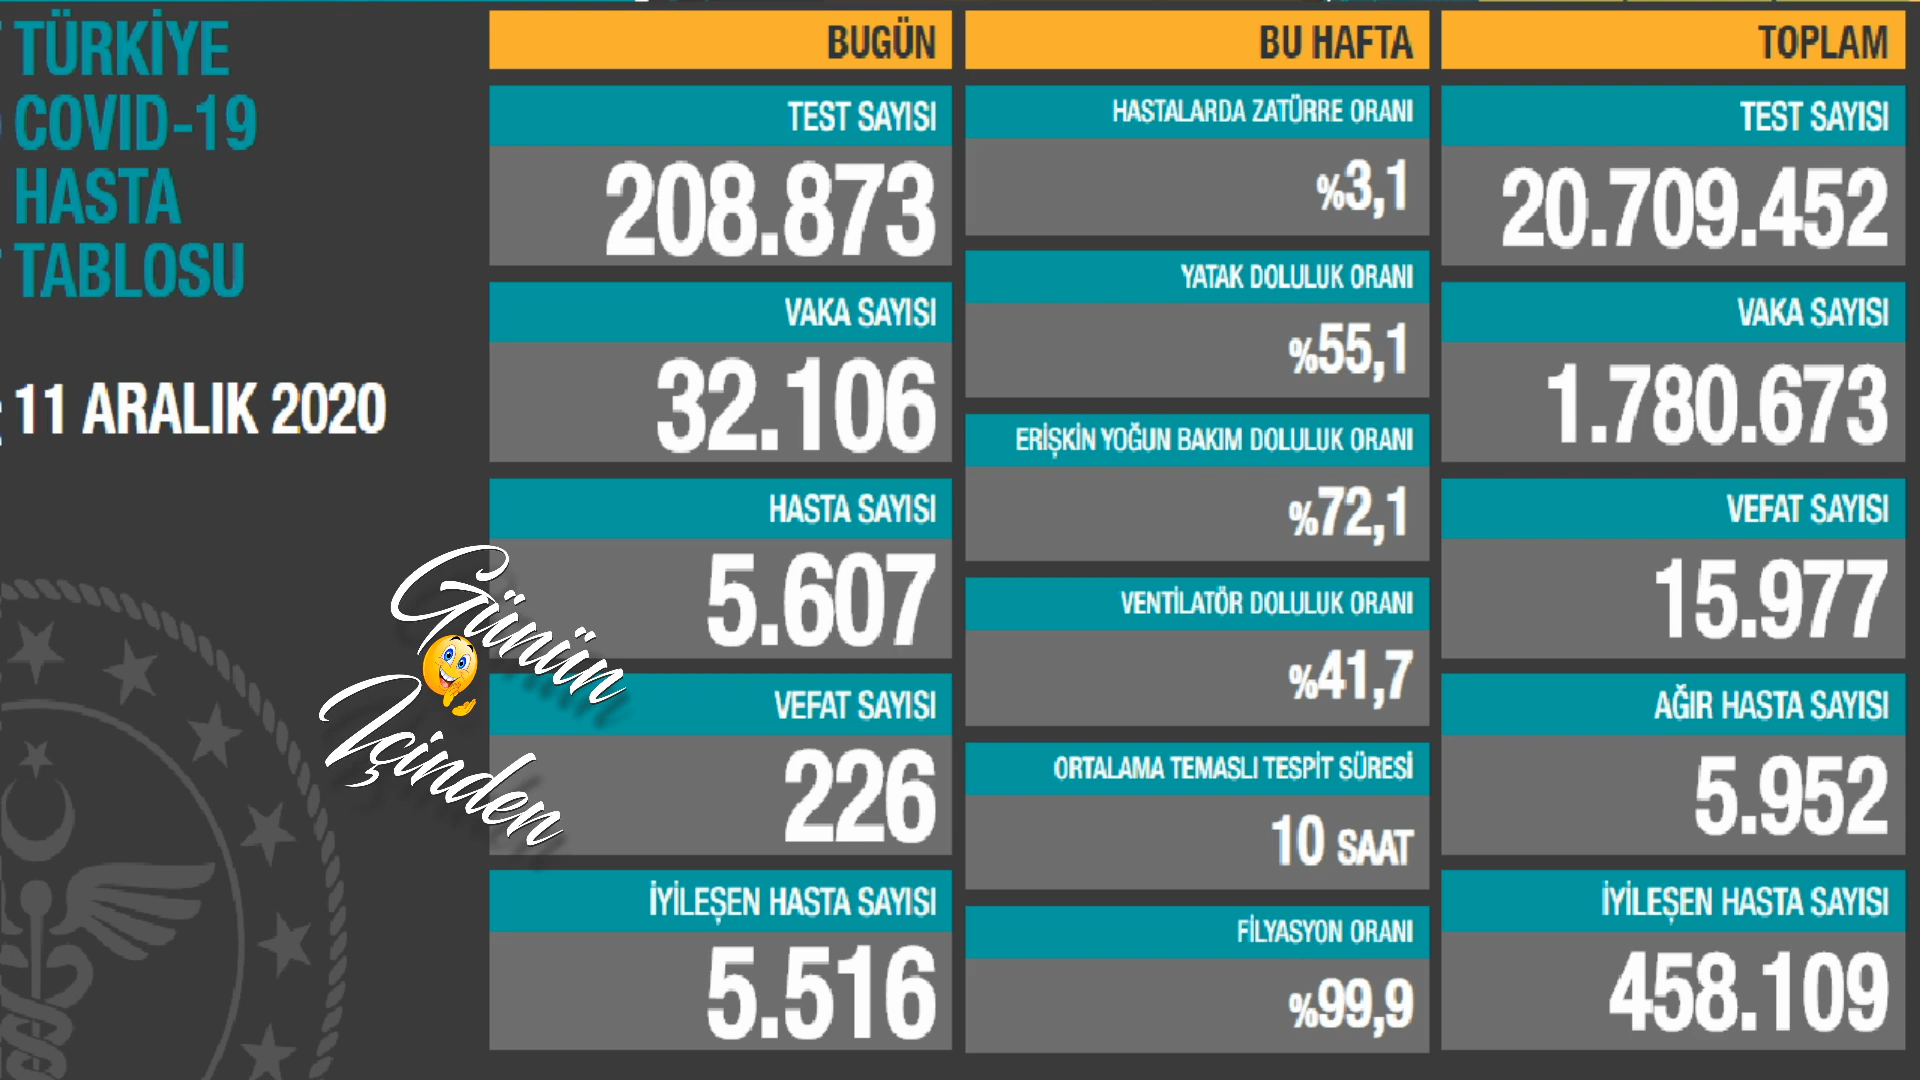 TÜRKİYE
COVID-19
HASTA
TABLOSU
11 ARALIK 2020
Günün
İçinden
BUGÜN
TEST SAYISI
208.873
VAKA SAYISI
32.106
HASTA SAYISI
5.607
VEFAT SAYISI
226
İYİLEŞEN HASTA SAYISI
5.516
BU HAFTA
HASTALARDA ZATÜRRE ORANI
%3,1
YATAK DOLULUK ORANI
%55,1
ERİŞKİN YOĞUN BAKIM DOLULUK ORANI
%72,1
VENTİLATÖR DOLULUK ORANI
%41,7
ORTALAMA TEMASLI TESPİT SÜRESİ
10 SAAT
FİLYASYON ORANI
%99,9
TOPLAM
TEST SAYISI
20.709.452
VAKA SAYISI
1.780.673
VEFAT SAYISI
15.977
AĞIR HASTA SAYISI
5.952
İYİLEŞEN HASTA SAYISI
458.109